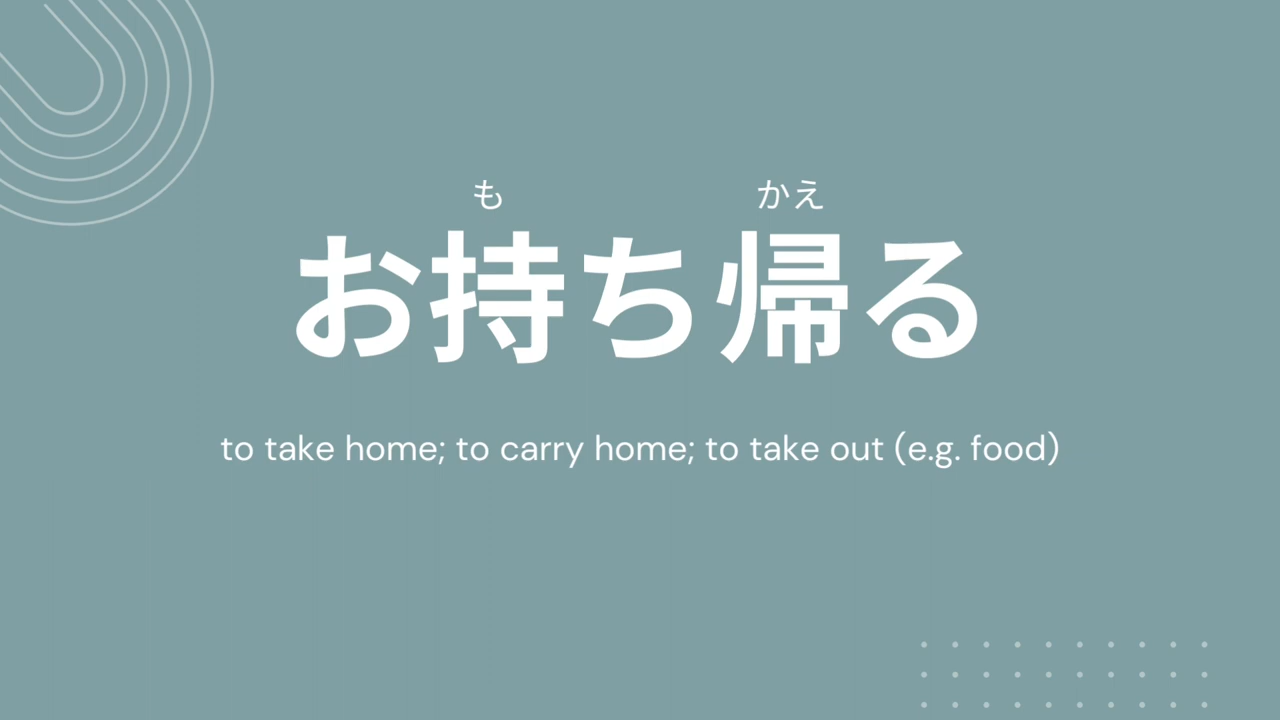 も かえ
お持ち帰る
to take home; to carry home; to take out (e.g. food)